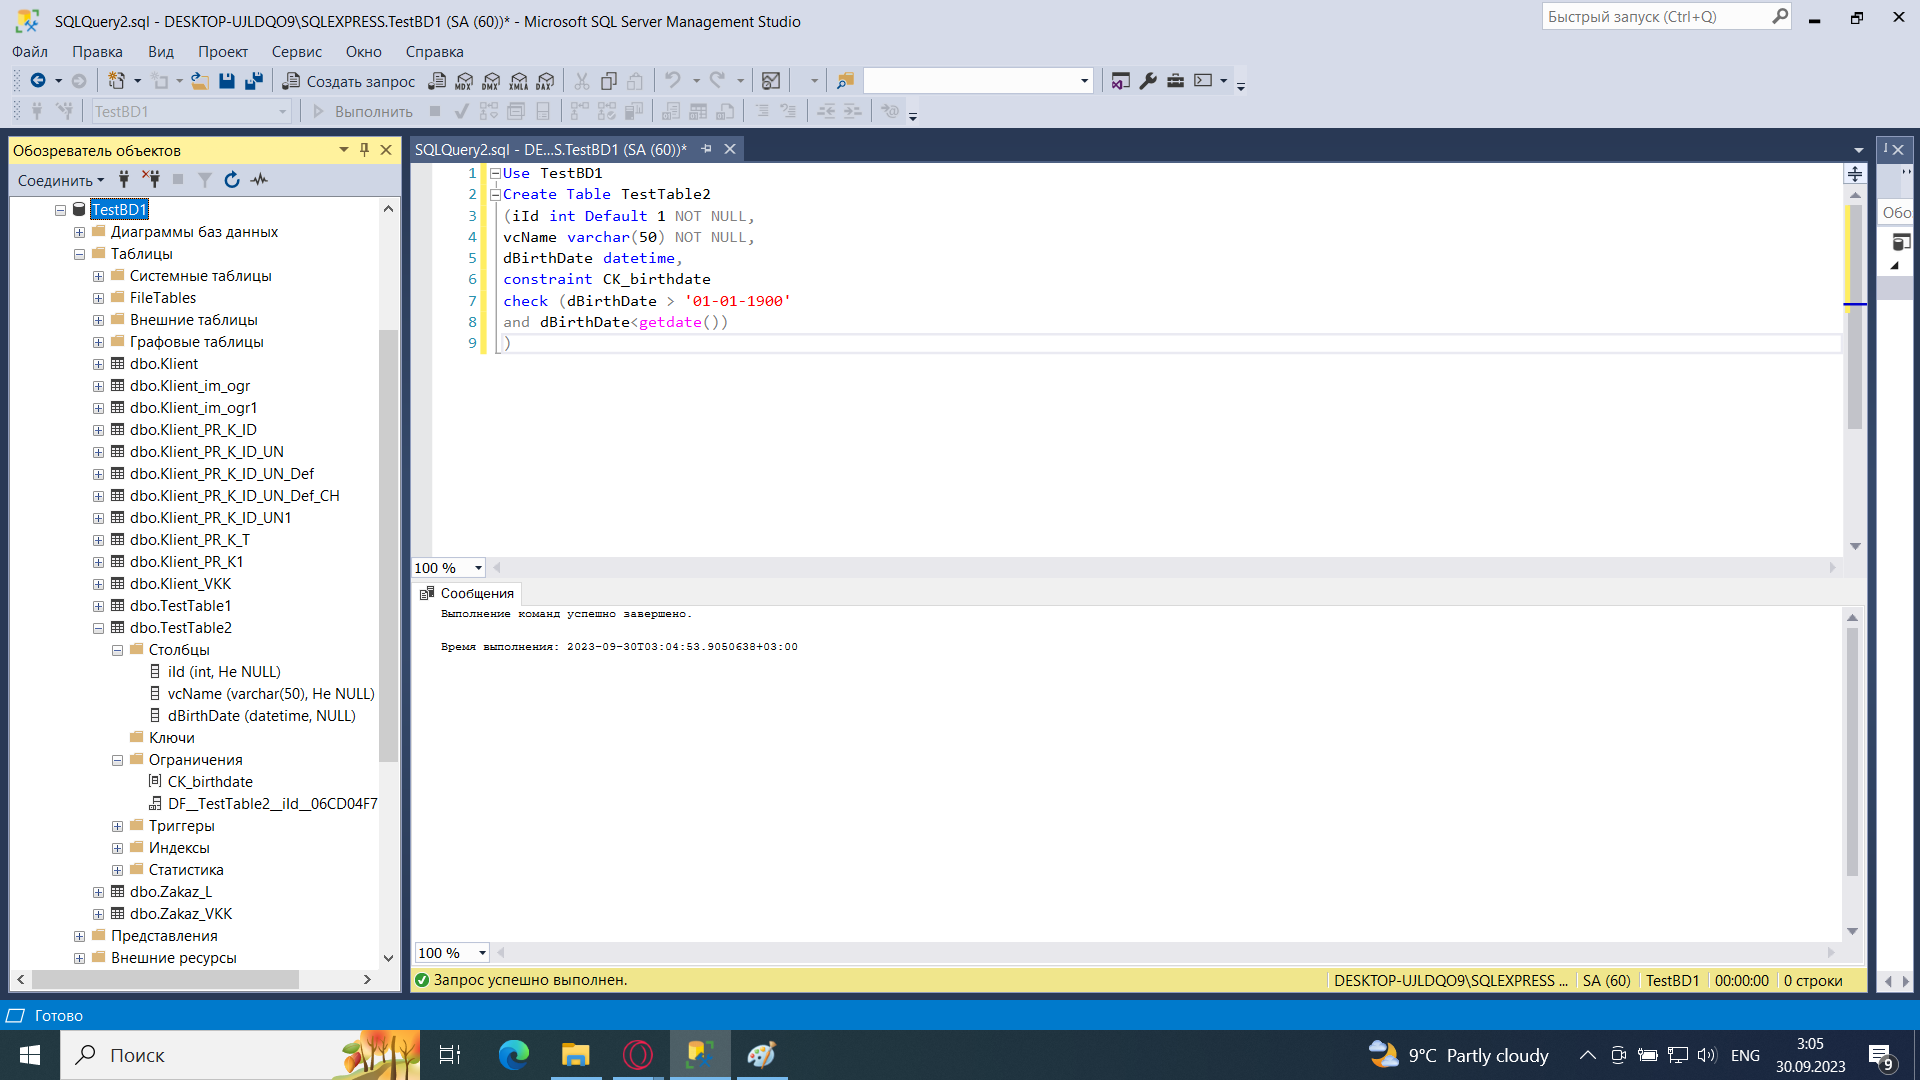 SQLQuery2.sql - DESKTOP-UJLDQO9\SQLEXPRESS.TestBD1 (SA (60))* - Microsoft SQL Server Management Studio
Быстрый запуск (Ctrl+Q)
Файл Правка Вид Проект Сервис Окно Справка
Создать запрос MDX DMX XMLA DAX
TestBD1 Выполнить
Обозреватель объектов
SQLQuery2.sql - DE...S.TestBD1 (SA (60))*
Соединить
TestBD1
Диаграммы баз данных
Таблицы
Системные таблицы
FileTables
Внешние таблицы
Графовые таблицы
dbo.Klient
dbo.Klient_im_ogr
dbo.Klient_im_ogr1
dbo.Klient_PR_K_ID
dbo.Klient_PR_K_ID_UN
dbo.Klient_PR_K_ID_UN_Def
dbo.Klient_PR_K_ID_UN_Def_CH
dbo.Klient_PR_K_ID_UN1
dbo.Klient_PR_K_T
dbo.Klient_PR_K1
dbo.Klient_VKK
dbo.TestTable1
dbo.TestTable2
Столбцы
iId (int, Не NULL)
vcName (varchar(50), Не NULL)
dBirthDate (datetime, NULL)
Ключи
Ограничения
CK_birthdate
DF__TestTable2__iId__06CD04F7
Триггеры
Индексы
Статистика
dbo.Zakaz_L
dbo.Zakaz_VKK
Представления
Внешние ресурсы
1 Use TestBD1
2 Create Table TestTable2
3 (iId int Default 1 NOT NULL,
4 vcName varchar(50) NOT NULL,
5 dBirthDate datetime,
6 constraint CK_birthdate
7 check (dBirthDate > '01-01-1900'
8 and dBirthDate<getdate())
9 )
100 %
Сообщения
Выполнение команд успешно завершено.
Время выполнения: 2023-09-30T03:04:53.9050638+03:00
100 %
Запрос успешно выполнен.
DESKTOP-UJLDQO9\SQLEXPRESS ... SA (60) TestBD1 00:00:00 0 строки
Обо
Готово
Поиск
9°C Partly cloudy
ENG
3:05
30.09.2023
9